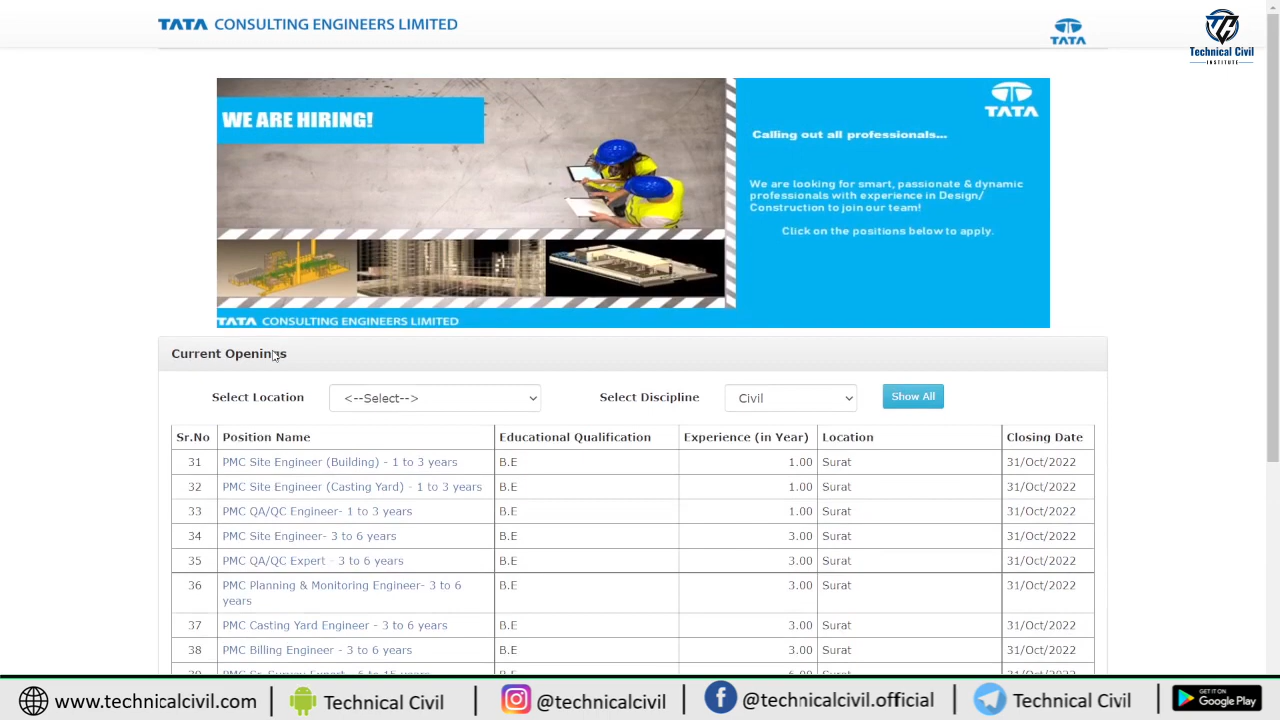 TATA CONSULTING ENGINEERS LIMITED
TATA
Technical Civil
INSTITUTE
WE ARE HIRING!
TATA
Calling out all professionals...
We are looking for smart, passionate & dynamic
professionals with experience in Design/
Construction to join our team!
Click on the positions below to apply.
TATA CONSULTING ENGINEERS LIMITED
Current Openings
Select Location <--Select--> Select Discipline Civil Show All
Sr.No Position Name Educational Qualification Experience (in Year) Location Closing Date
31 PMC Site Engineer (Building) - 1 to 3 years B.E 1.00 Surat 31/Oct/2022
32 PMC Site Engineer (Casting Yard) - 1 to 3 years B.E 1.00 Surat 31/Oct/2022
33 PMC QA/QC Engineer- 1 to 3 years B.E 1.00 Surat 31/Oct/2022
34 PMC Site Engineer- 3 to 6 years B.E 3.00 Surat 31/Oct/2022
35 PMC QA/QC Expert - 3 to 6 years B.E 3.00 Surat 31/Oct/2022
36 PMC Planning & Monitoring Engineer- 3 to 6 B.E 3.00 Surat 31/Oct/2022
years
37 PMC Casting Yard Engineer - 3 to 6 years B.E 3.00 Surat 31/Oct/2022
38 PMC Billing Engineer - 3 to 6 years B.E 3.00 Surat 31/Oct/2022
www.technicalcivil.com Technical Civil @technicalcivil @technicalcivil.official Technical Civil GET IT ON Google Play